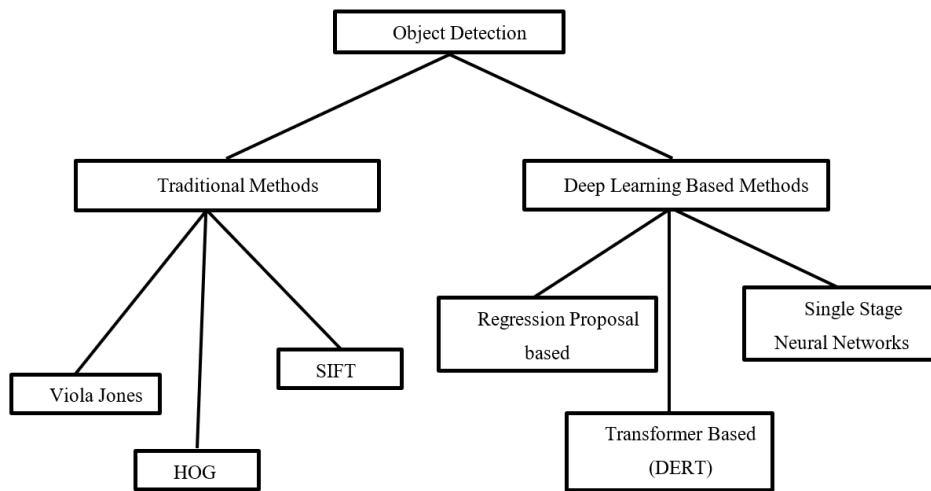 Object Detection
Traditional Methods
Deep Learning Based Methods
Viola Jones
HOG
SIFT
Regression Proposal
based
Transformer Based
(DERT)
Single Stage
Neural Networks